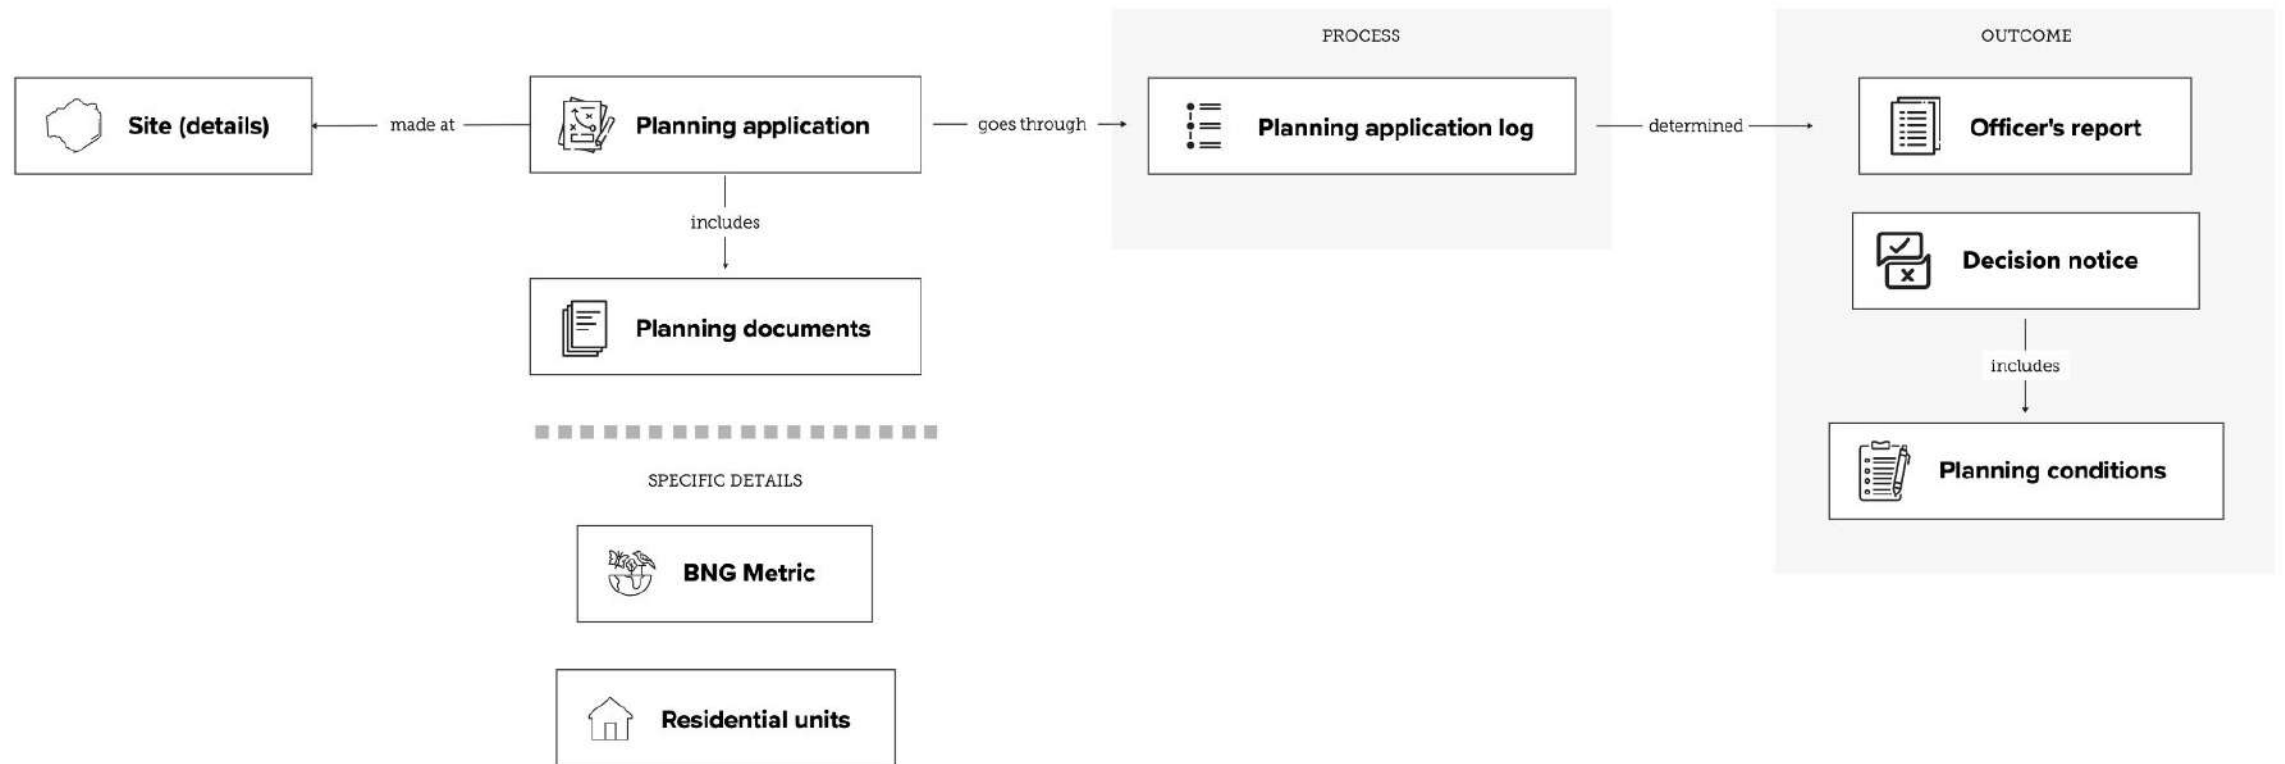 PROCESS
OUTCOME
Site (details)
made at
Planning application
goes through
Planning application log
determined
Officer's report
includes
Decision notice
Planning documents
includes
Planning conditions
SPECIFIC DETAILS
BNG Metric
Residential units